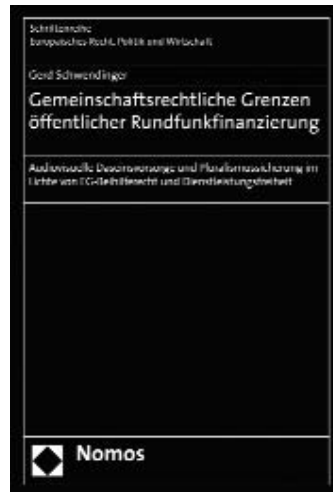 Schriftenreihe
Europäisches Recht, Politik und Wirtschaft
Gerd Schwendinger
Gemeinschaftsrechtliche Grenzen
öffentlicher Rundfunkfinanzierung
Audiovisuelle Daseinsvorsorge und Pluralismussicherung im
Lichte von EG-Beihilferecht und Dienstleistungsfreiheit
Nomos